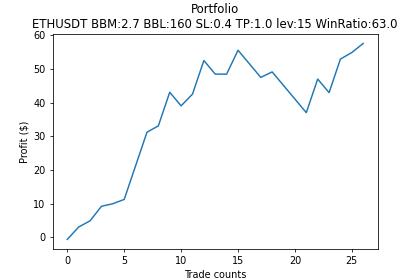 Portfolio
ETHUSDT BBM:2.7 BBL:160 SL:0.4 TP:1.0 lev:15 WinRatio:63.0
Profit ($)
60
50
40
30
20
10
0
0 5 10 15 20 25
Trade counts